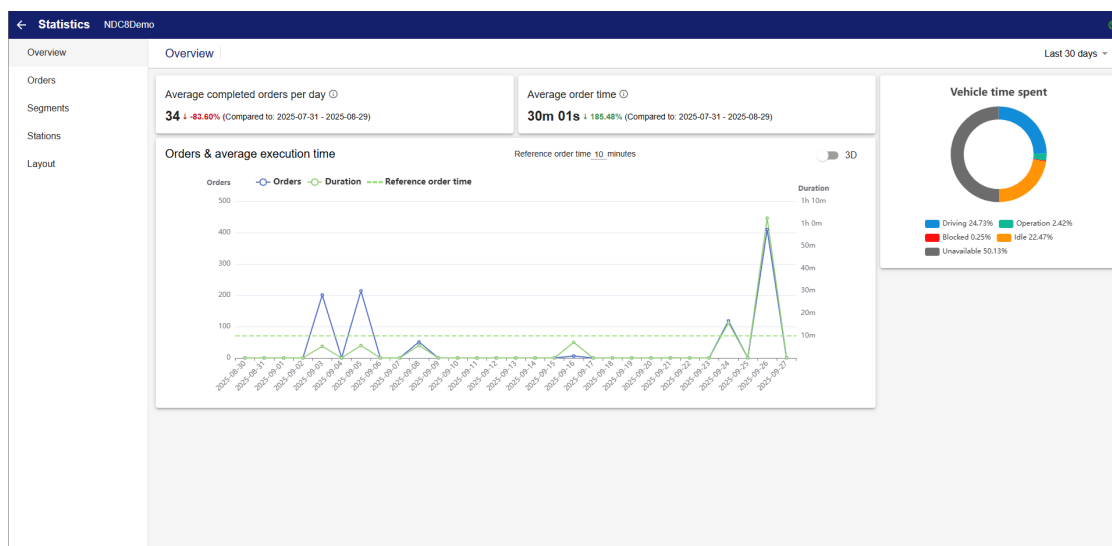 Statistics NDC8Demo
Overview
Orders
Segments
Stations
Layout
Overview
Last 30 days
Average completed orders per day
34 -83.60% (Compared to: 2025-07-31 - 2025-08-29)
Average order time
30m 01s 185.48% (Compared to: 2025-07-31 - 2025-08-29)
Orders & average execution time
Reference order time 10 minutes
3D
Orders
Orders Duration Reference order time
Duration
500
400
300
200
100
0
1h 10m
1h 0m
50m
40m
30m
20m
10m
2025-08-30
2025-08-31
2025-09-01
2025-09-02
2025-09-03
2025-09-04
2025-09-05
2025-09-06
2025-09-07
2025-09-08
2025-09-09
2025-09-10
2025-09-11
2025-09-12
2025-09-13
2025-09-14
2025-09-15
2025-09-16
2025-09-17
2025-09-18
2025-09-19
2025-09-20
2025-09-21
2025-09-22
2025-09-23
2025-09-24
2025-09-25
2025-09-26
2025-09-27
Vehicle time spent
Driving 24.73% Operation 2.42%
Blocked 0.25% Idle 22.47%
Unavailable 50.13%